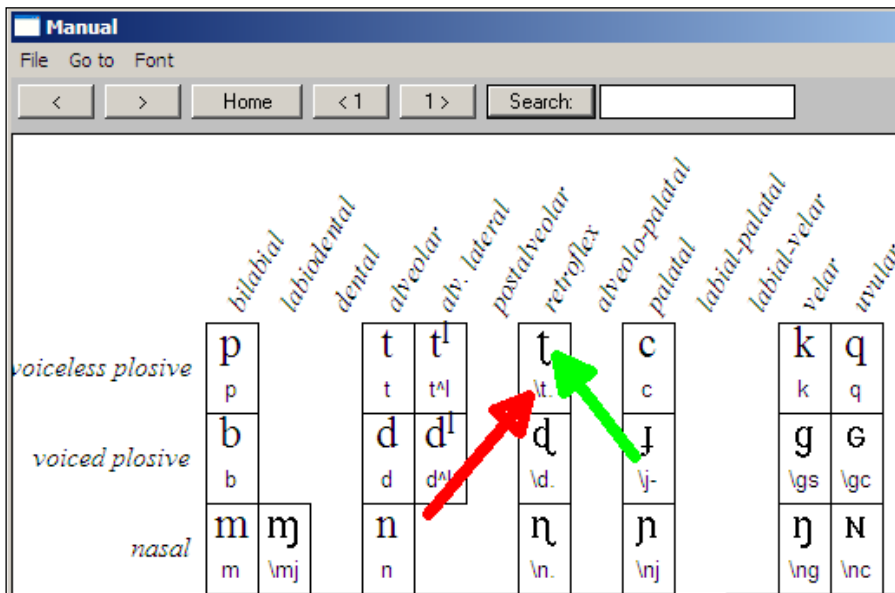 Manual
File Go to Font
< > Home < 1 1 > Search:
bilabial labiodental dental alveolar alv. lateral postalveolar retroflex alveolo-palatal palatal labial-palatal labial-velar velar uvular
voiceless plosive p t tˡ ʈ c k q
p t t^l \t. c k q
voiced plosive b d dˡ ɖ ɟ ɡ ɢ
b d d^l \d. \j- \gs \gc
nasal m ɱ n ɳ ɲ ŋ ɴ
m \mj n \n. \nj \ng \nc